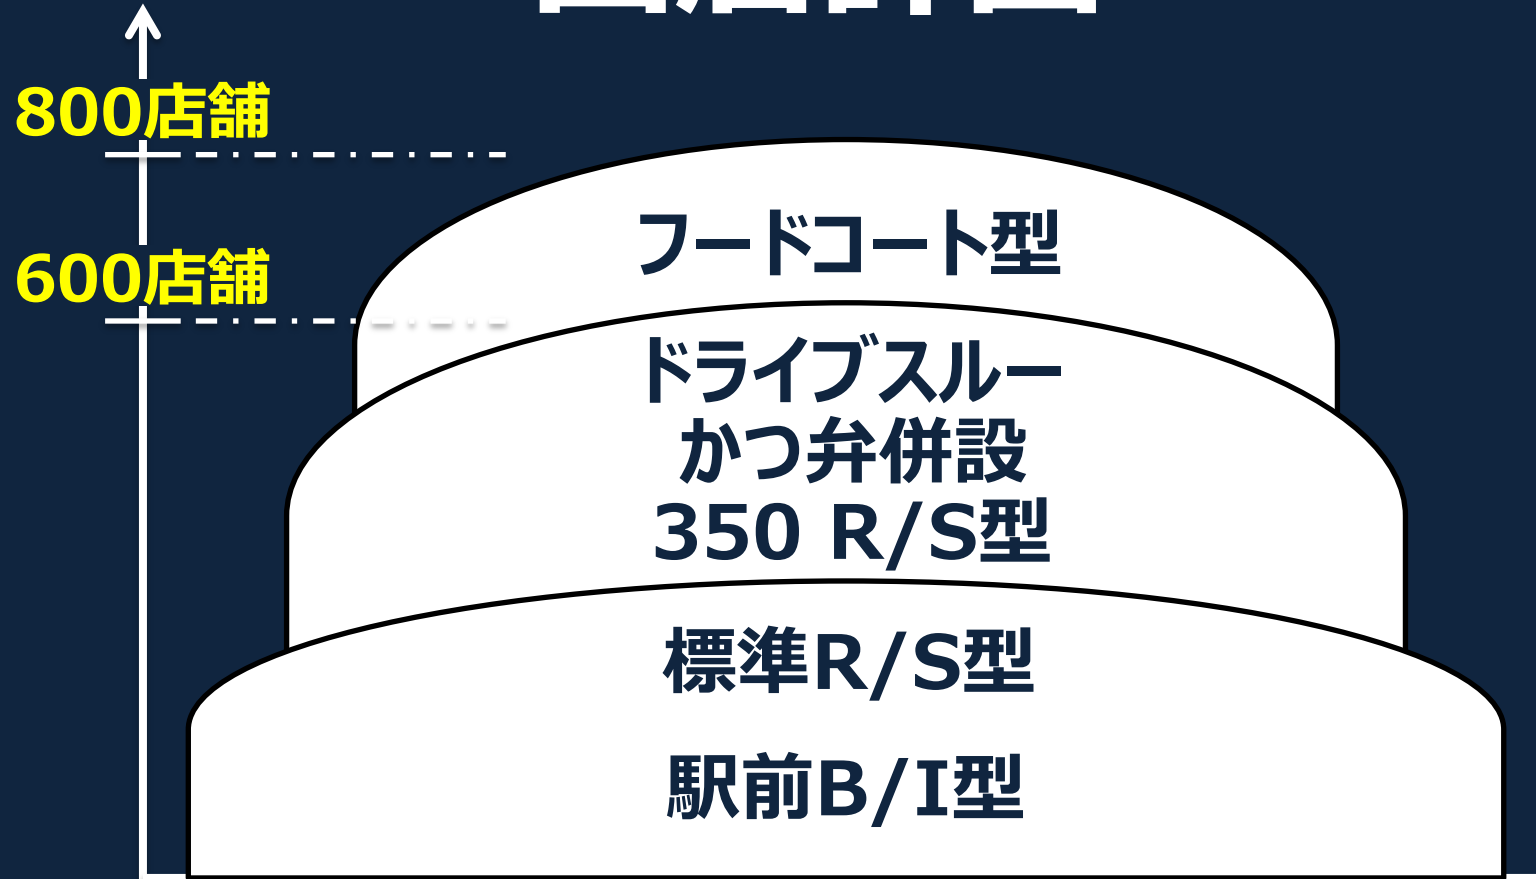 800店舗
600店舗
フードコート型
ドライブスルー
かつ弁併設
350 R/S型
標準R/S型
駅前B/I型